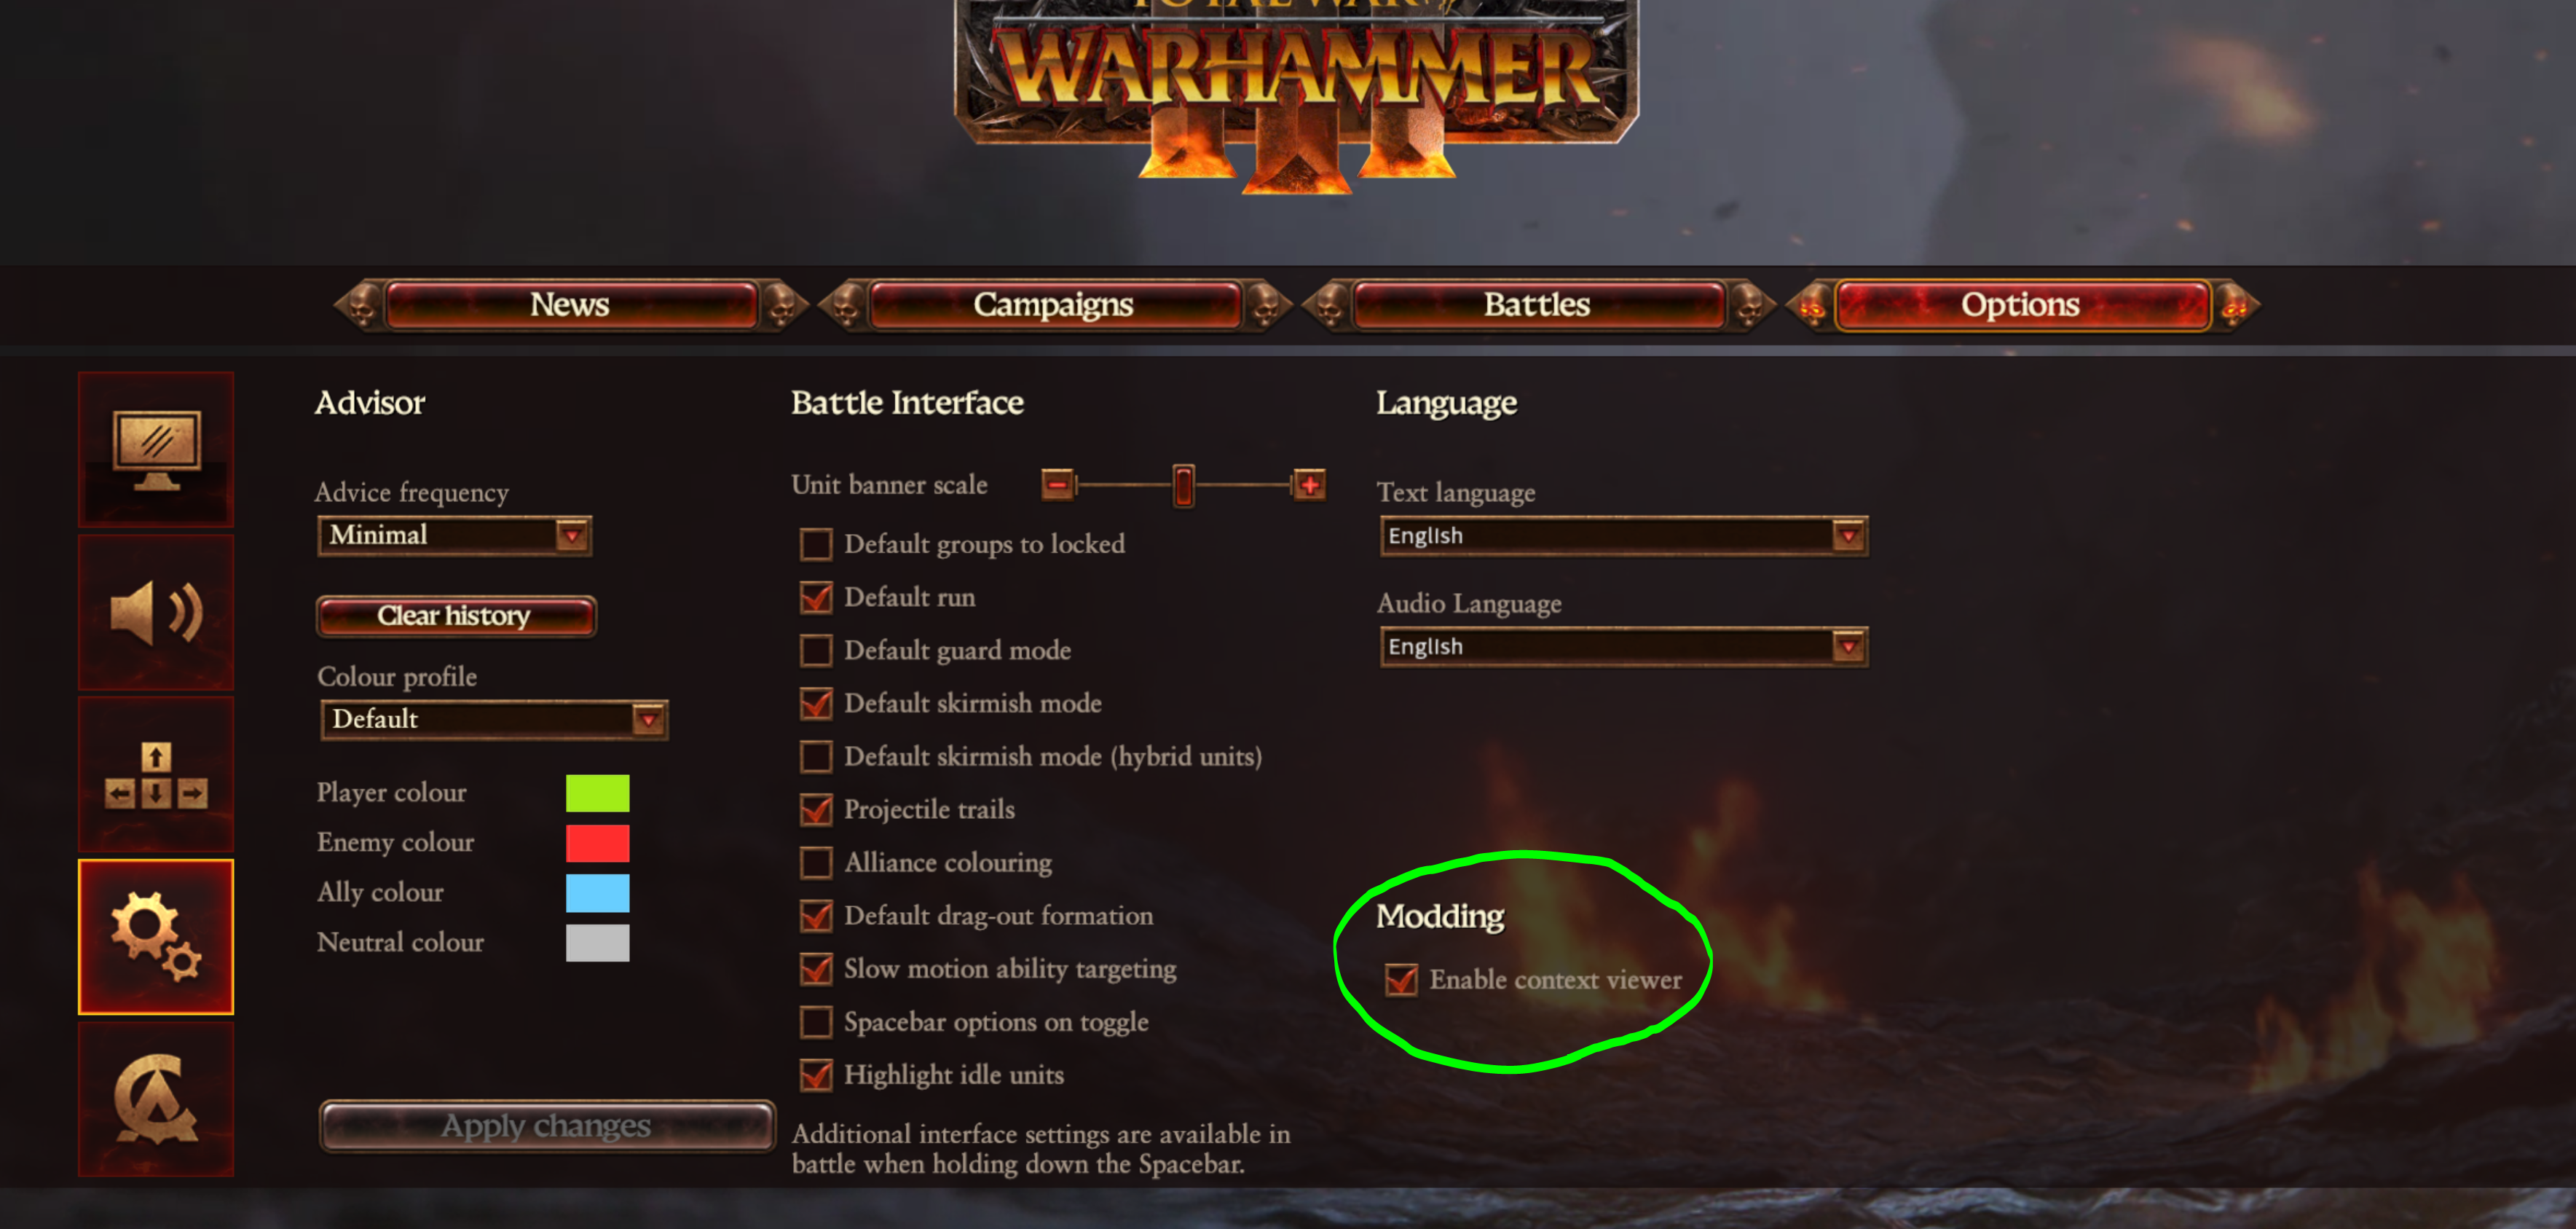 TOTAL WAR
WARHAMMER
III
News
Campaigns
Battles
Options
Advisor
Advice frequency
Minimal
Clear history
Colour profile
Default
Player colour
Enemy colour
Ally colour
Neutral colour
Apply changes
Battle Interface
Unit banner scale
Default groups to locked
Default run
Default guard mode
Default skirmish mode
Default skirmish mode (hybrid units)
Projectile trails
Alliance colouring
Default drag-out formation
Slow motion ability targeting
Spacebar options on toggle
Highlight idle units
Additional interface settings are available in
battle when holding down the Spacebar.
Language
Text language
English
Audio Language
English
Modding
Enable context viewer